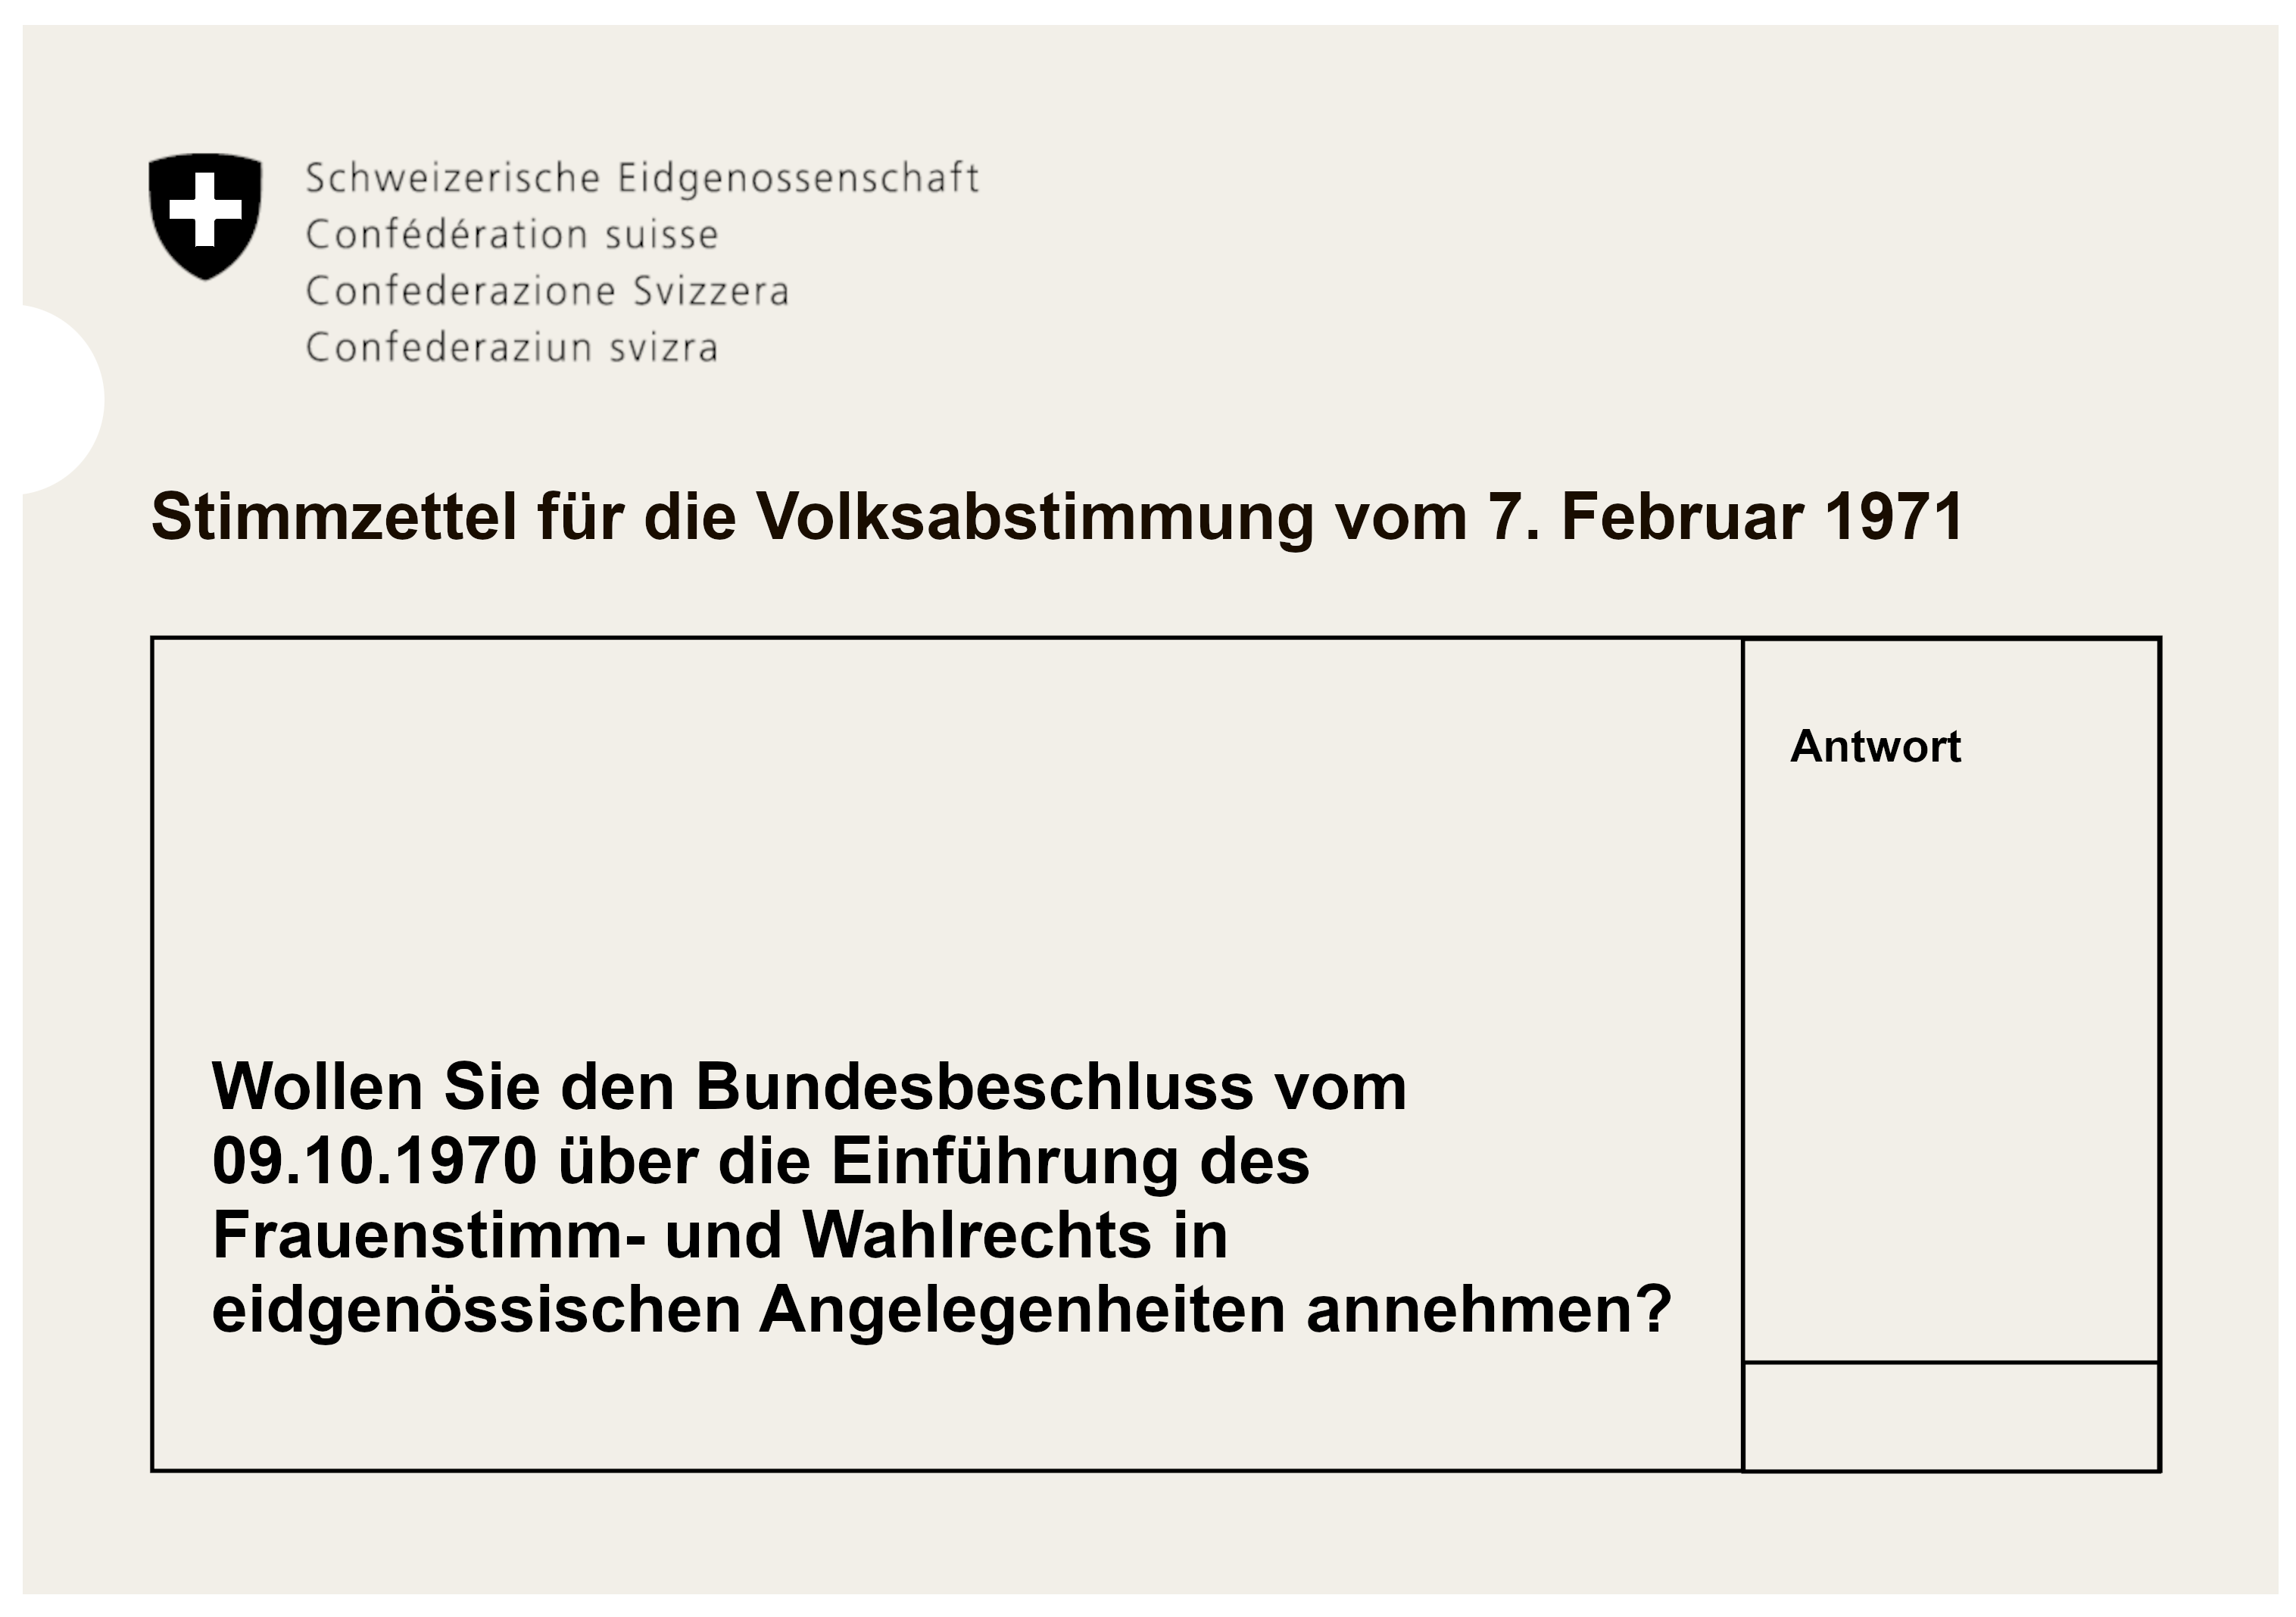 Schweizerische Eidgenossenschaft
Confédération suisse
Confederazione Svizzera
Confederaziun svizra
Stimmzettel für die Volksabstimmung vom 7. Februar 1971
Antwort
Wollen Sie den Bundesbeschluss vom
09.10.1970 über die Einführung des
Frauenstimm- und Wahlrechts in
eidgenössischen Angelegenheiten annehmen?